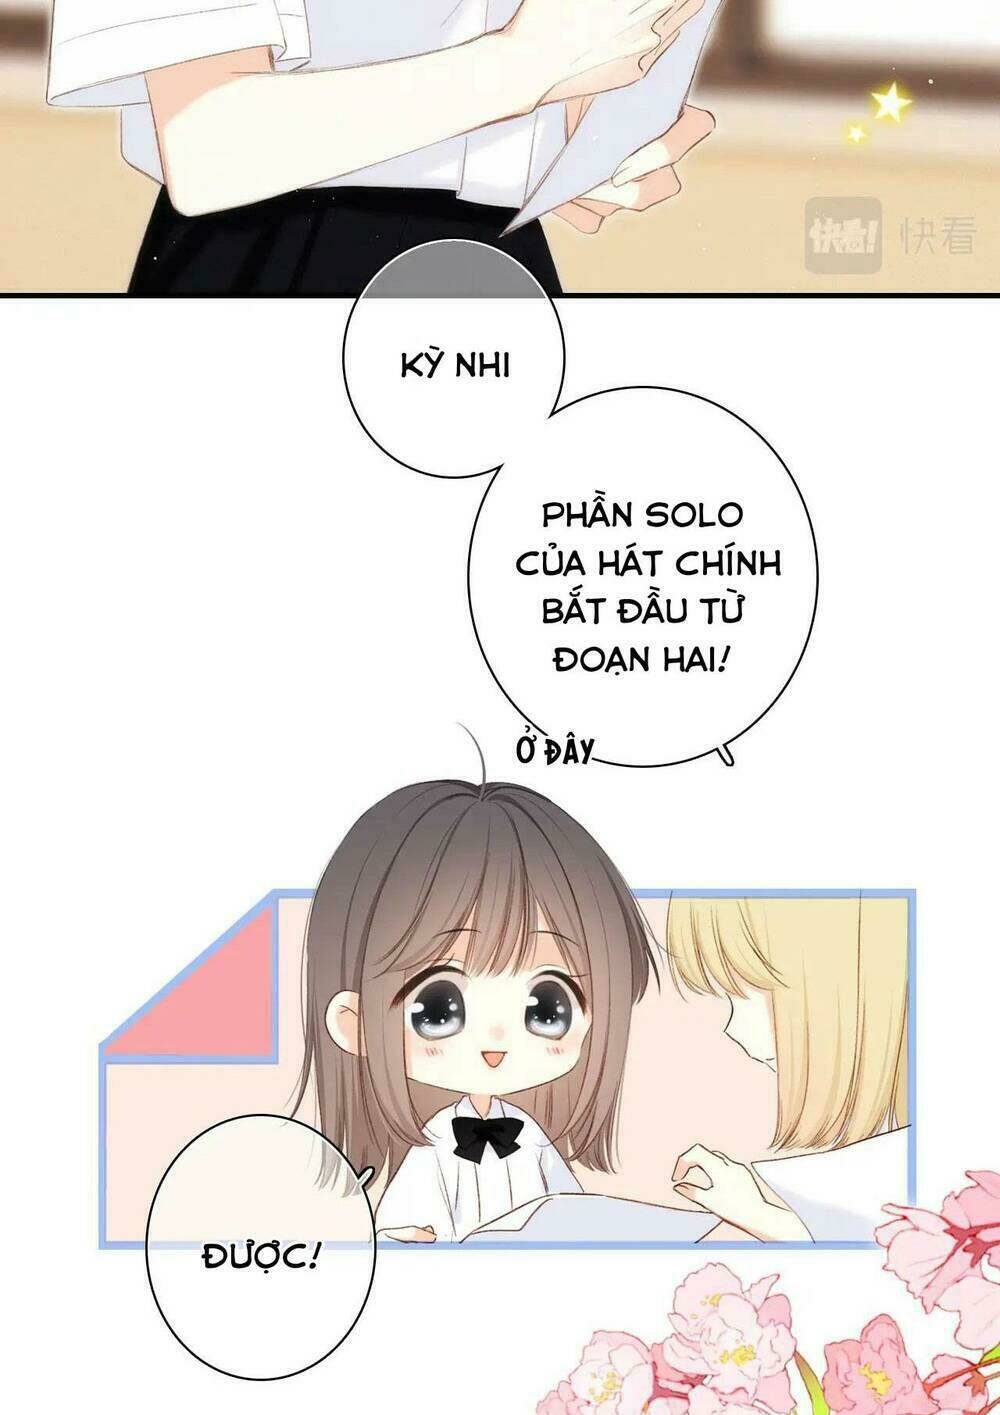 快看! 快看
KỲ NHI
PHẦN SOLO
CỦA HÁT CHÍNH
BẮT ĐẦU TỪ
ĐOẠN HAI!
Ở ĐÂY
ĐƯỢC!